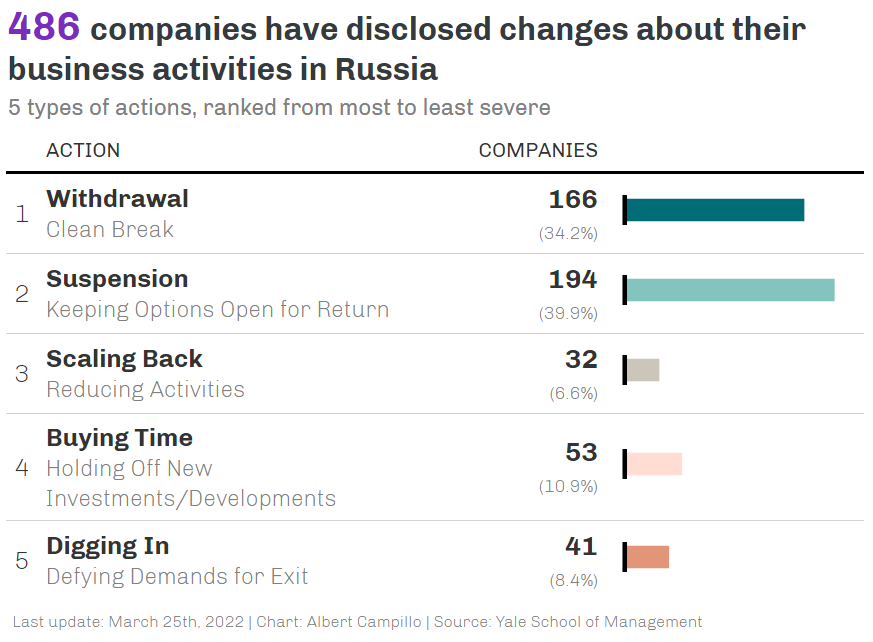 486 companies have disclosed changes about their
business activities in Russia
5 types of actions, ranked from most to least severe
ACTION COMPANIES
1 Withdrawal 166
Clean Break (34.2%)
2 Suspension 194
Keeping Options Open for Return (39.9%)
3 Scaling Back 32
Reducing Activities (6.6%)
4 Buying Time 53
Holding Off New
Investments/Developments (10.9%)
5 Digging In 41
Defying Demands for Exit (8.4%)
Last update: March 25th, 2022 | Chart: Albert Campillo | Source: Yale School of Management